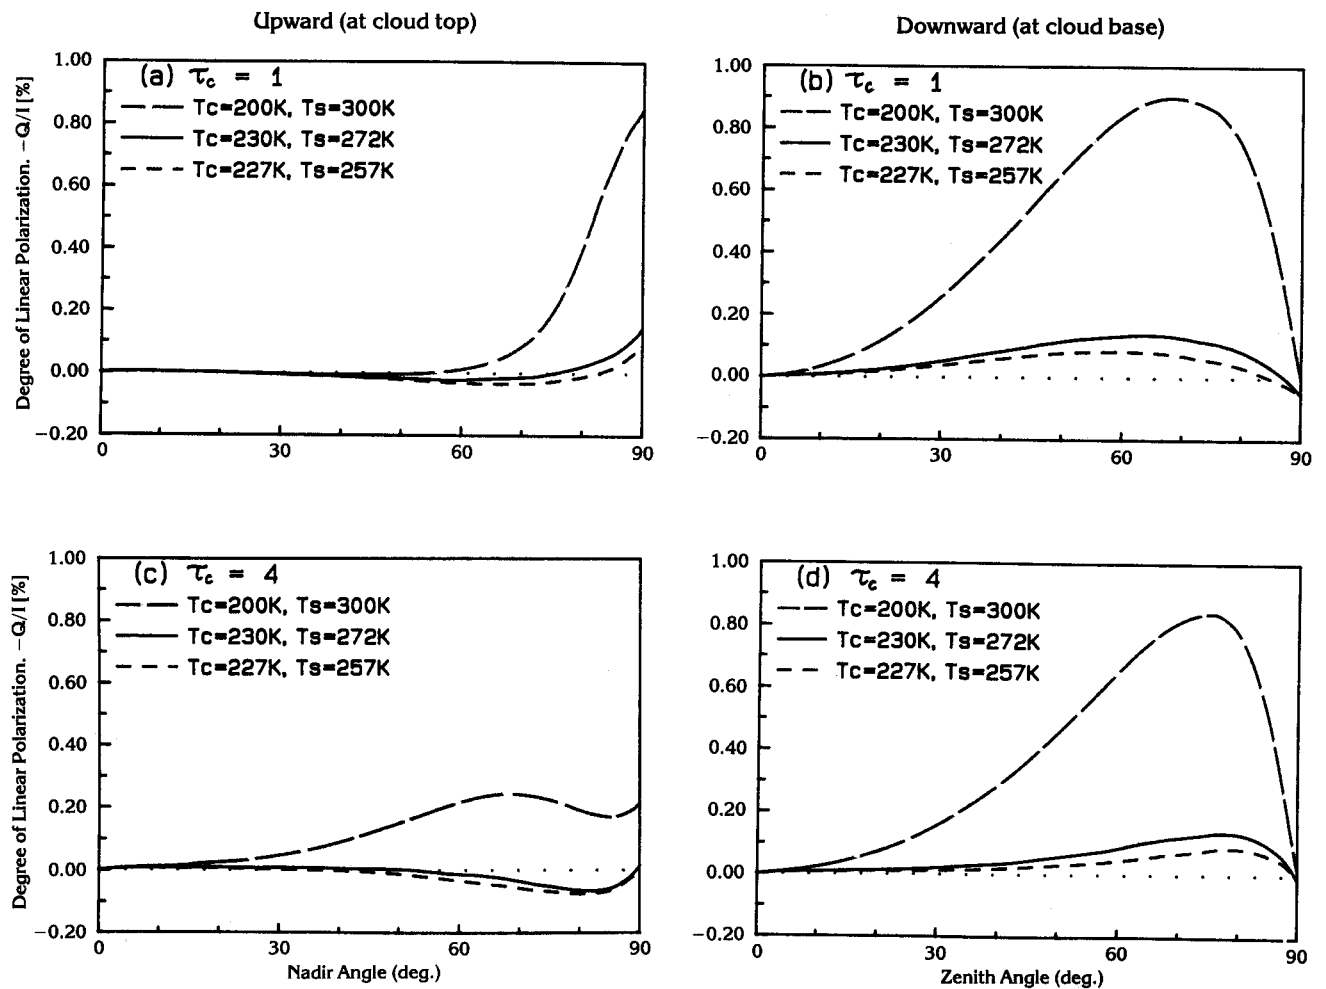 Upward (at cloud top)
Downward (at cloud base)
Degree of Linear Polarization. −Q/I [%]
1.00
0.80
0.60
0.40
0.20
0.00
−0.20
(a) τc = 1
Tc=200K, Ts=300K
Tc=230K, Ts=272K
Tc=227K, Ts=257K
0
30
60
90
1.00
0.80
0.60
0.40
0.20
0.00
−0.20
(b) τc = 1
Tc=200K, Ts=300K
Tc=230K, Ts=272K
Tc=227K, Ts=257K
0
30
60
90
Degree of Linear Polarization. −Q/I [%]
1.00
0.80
0.60
0.40
0.20
0.00
−0.20
(c) τc = 4
Tc=200K, Ts=300K
Tc=230K, Ts=272K
Tc=227K, Ts=257K
0
30
60
90
Nadir Angle (deg.)
1.00
0.80
0.60
0.40
0.20
0.00
−0.20
(d) τc = 4
Tc=200K, Ts=300K
Tc=230K, Ts=272K
Tc=227K, Ts=257K
0
30
60
90
Zenith Angle (deg.)